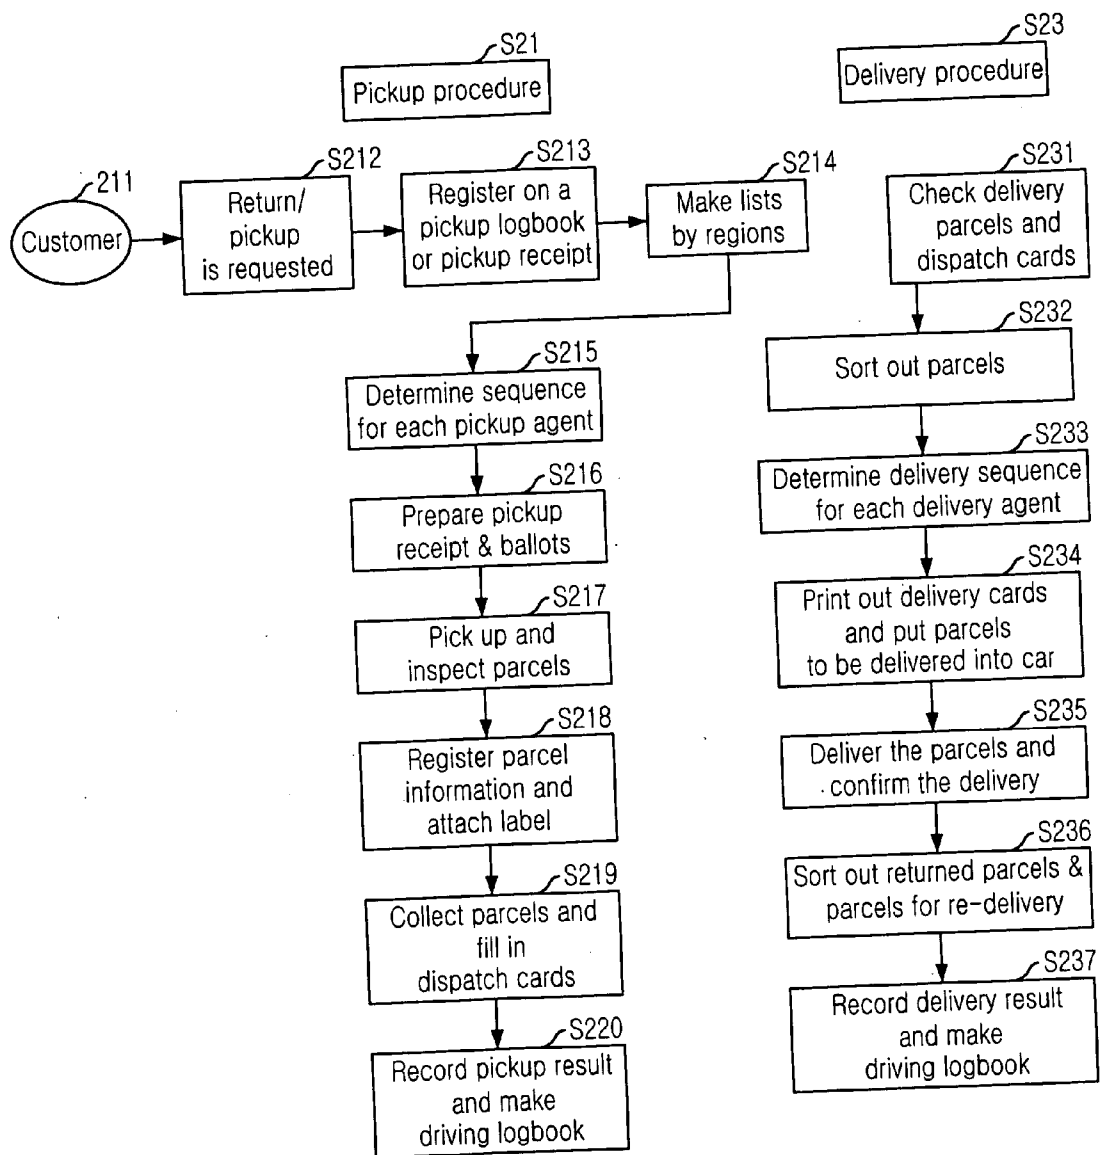 S21
Pickup procedure
S23
Delivery procedure
211
Customer
S212
Return/
pickup
is requested
S213
Register on a
pickup logbook
or pickup receipt
S214
Make lists
by regions
S215
Determine sequence
for each pickup agent
S216
Prepare pickup
receipt & ballots
S217
Pick up and
inspect parcels
S218
Register parcel
information and
attach label
S219
Collect parcels and
fill in
dispatch cards
S220
Record pickup result
and make
driving logbook
S231
Check delivery
parcels and
dispatch cards
S232
Sort out parcels
S233
Determine delivery sequence
for each delivery agent
S234
Print out delivery cards
and put parcels
to be delivered into car
S235
Deliver the parcels and
confirm the delivery
S236
Sort out returned parcels &
parcels for re-delivery
S237
Record delivery result
and make
driving logbook